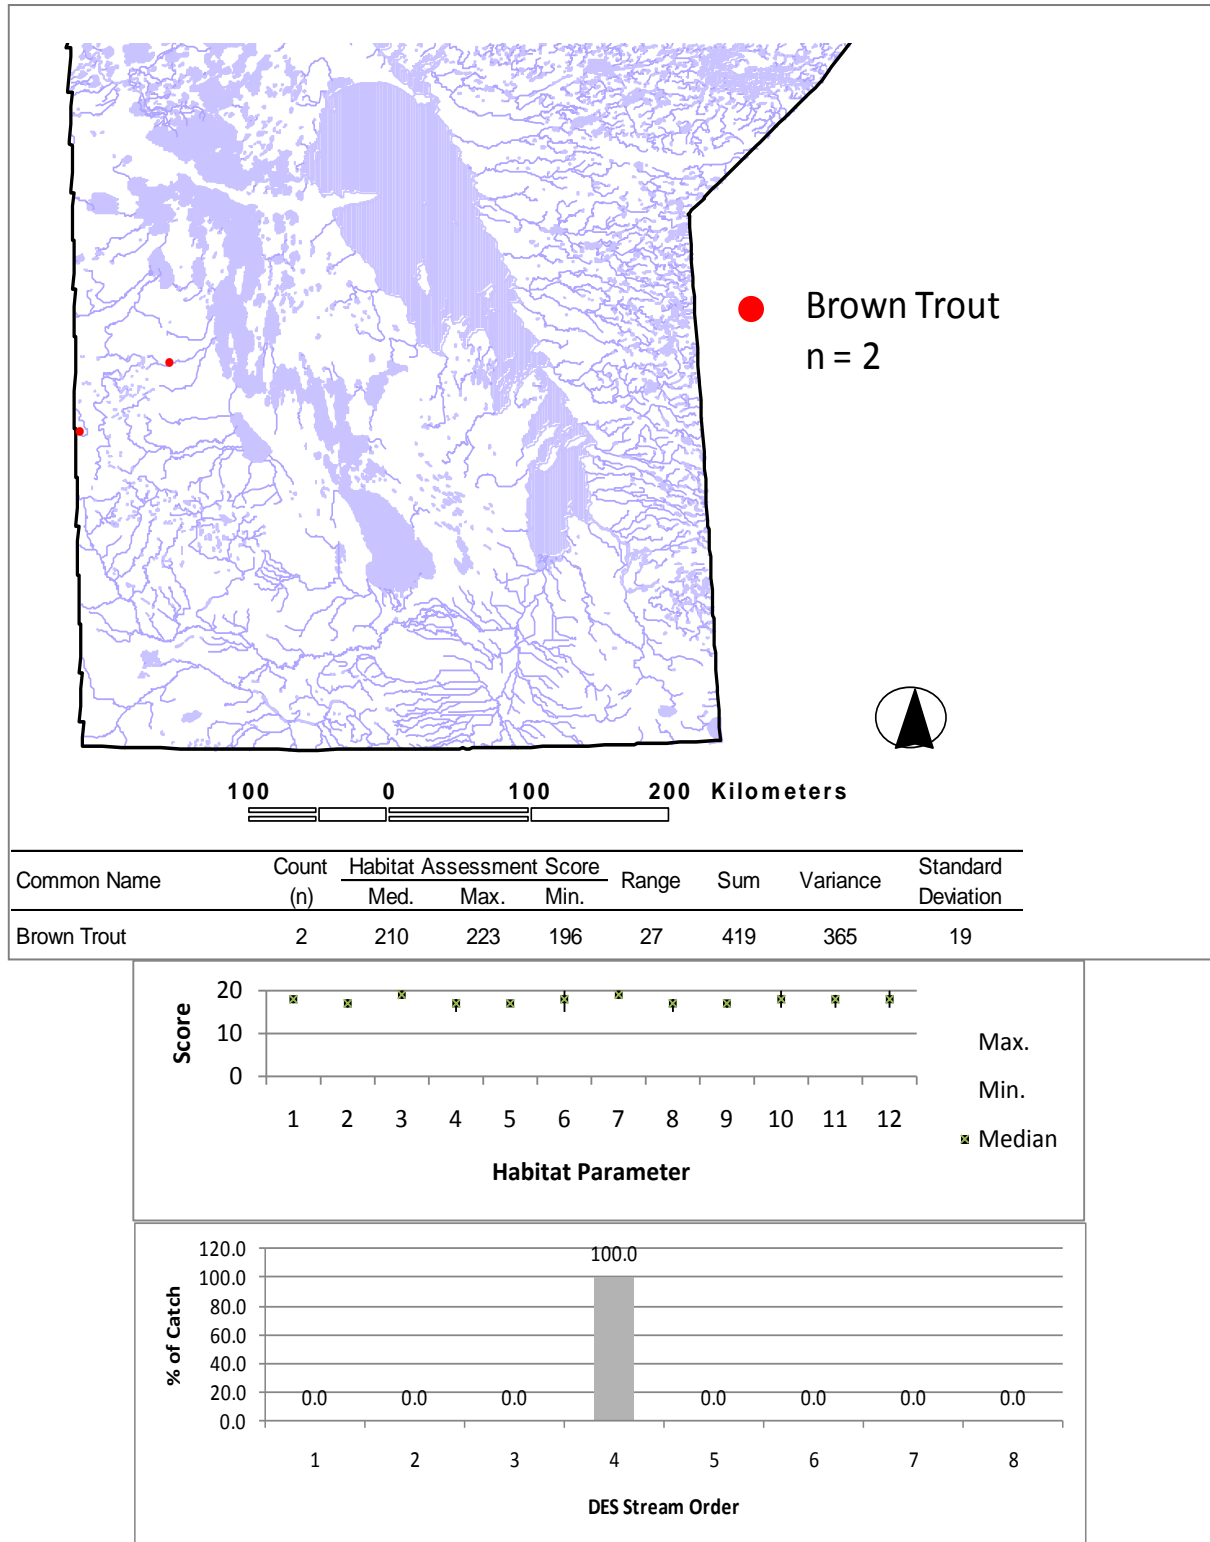 Brown Trout
n = 2
100 0 100 200 Kilometers
Common Name Count (n) Habitat Assessment Score Med. Max. Min. Range Sum Variance Standard Deviation
Brown Trout 2 210 223 196 27 419 365 19
Score
20
10
0
1 2 3 4 5 6 7 8 9 10 11 12
Habitat Parameter
Max.
Min.
Median
% of Catch
120.0
100.0
80.0
60.0
40.0
20.0
0.0
0.0 0.0 0.0 100.0 0.0 0.0 0.0 0.0
1 2 3 4 5 6 7 8
DES Stream Order